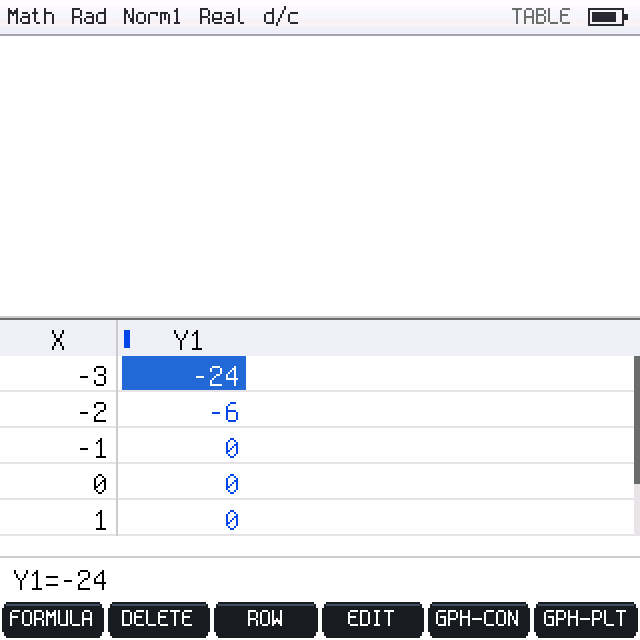 Math Rad Norm1 Real d/c TABLE
X Y1
-3 -24
-2 -6
-1 0
0 0
1 0
Y1=-24
FORMULA DELETE ROW EDIT GPH-CON GPH-PLT